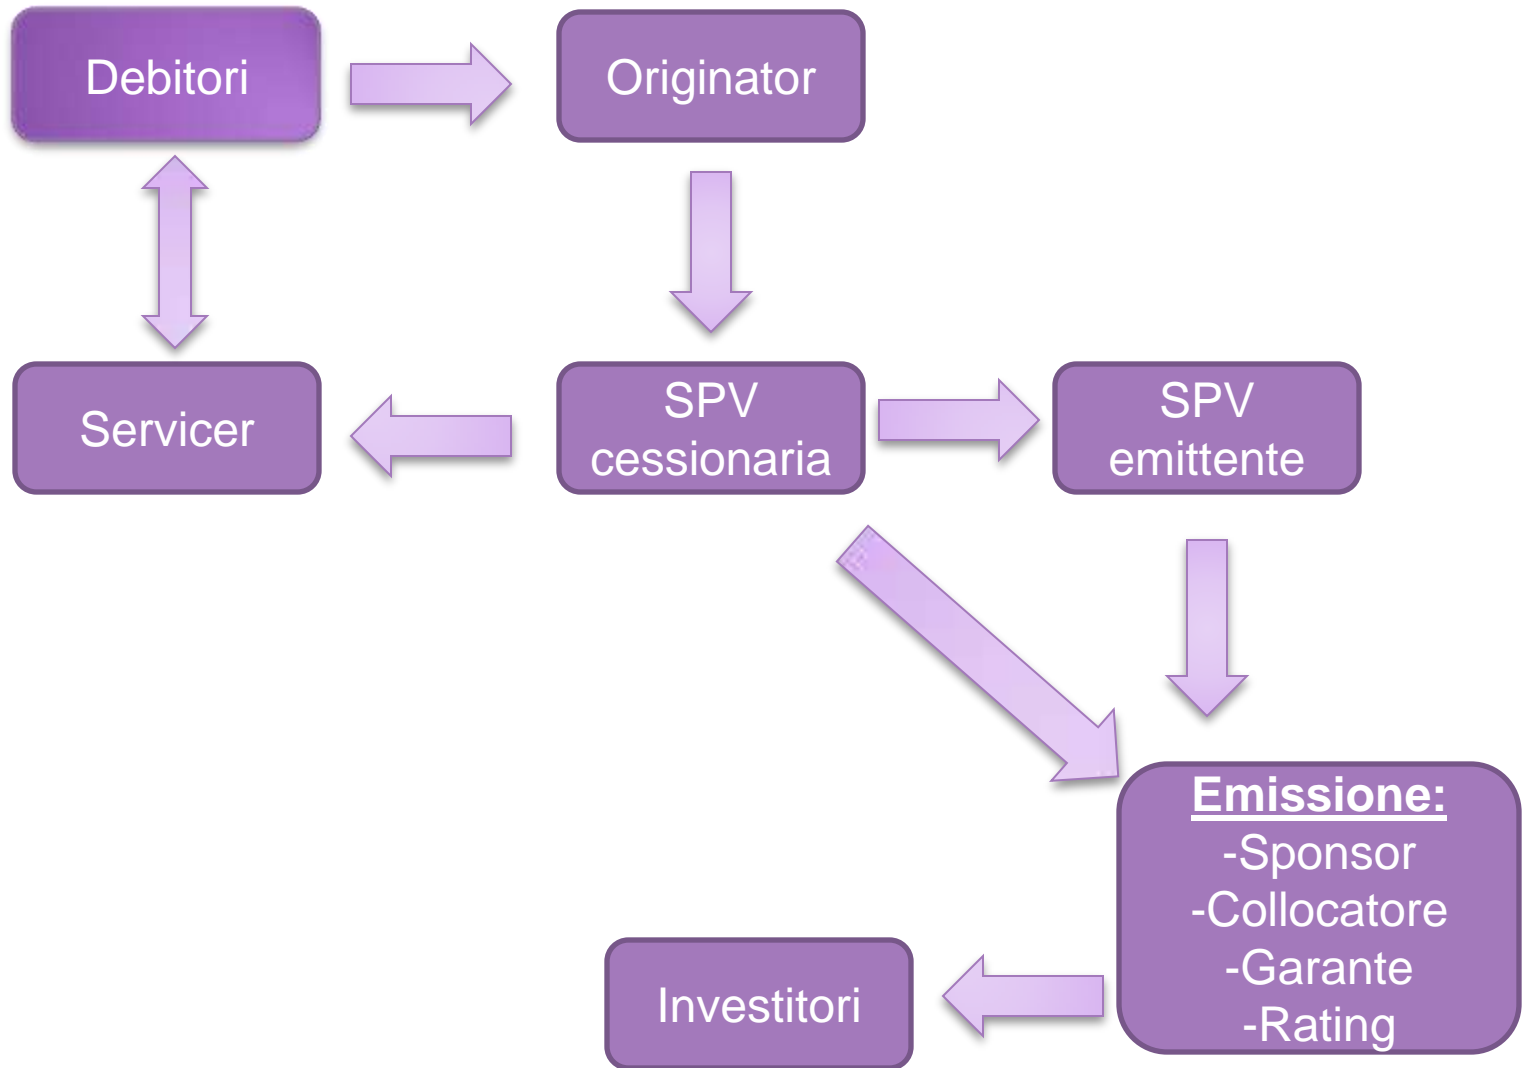 Debitori
Originator
Servicer
SPV
cessionaria
SPV
emittente
Emissione:
-Sponsor
-Collocatore
-Garante
-Rating
Investitori